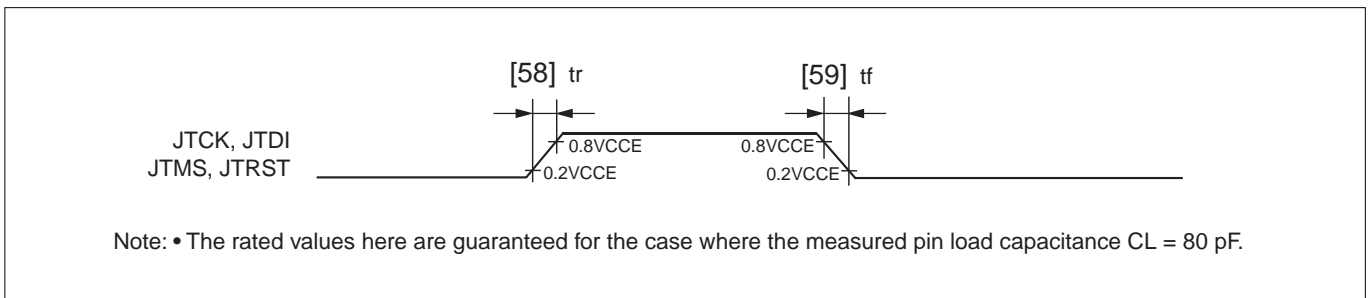 [58] tr [59] tf
JTCK, JTDI
JTMS, JTRST
0.8VCCE 0.8VCCE
0.2VCCE 0.2VCCE
Note: • The rated values here are guaranteed for the case where the measured pin load capacitance CL = 80 pF.